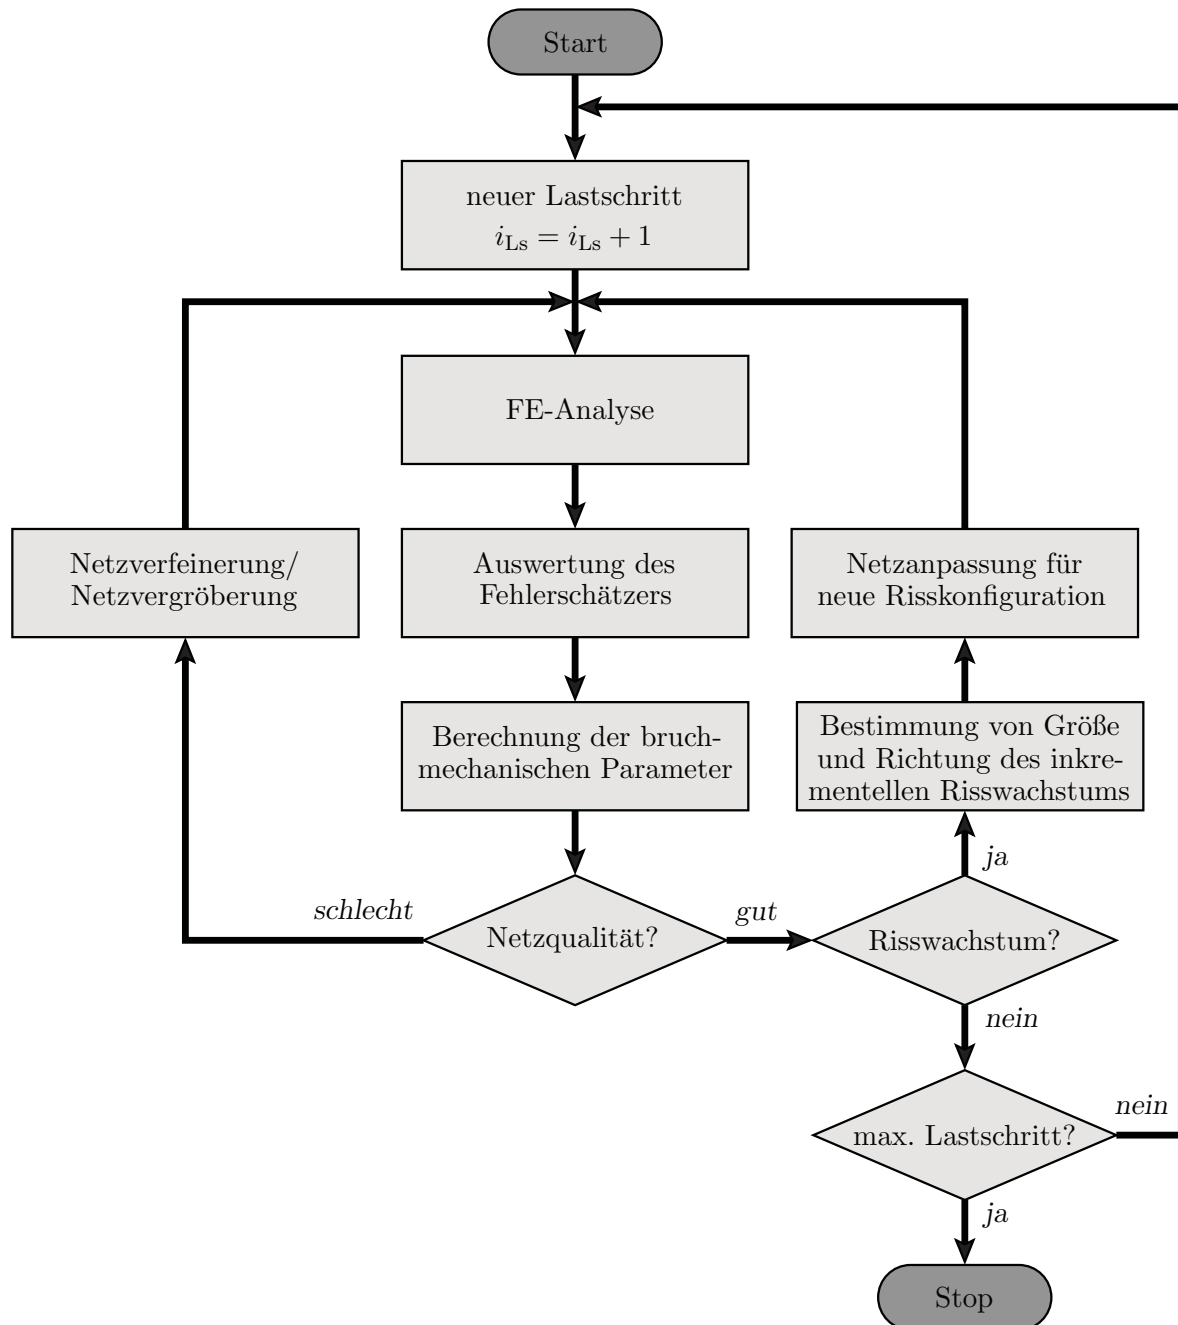 Start
neuer Lastschritt
i_Ls = i_Ls + 1
FE-Analyse
Netzverfeinerung/
Netzvergröberung
Auswertung des
Fehlerschätzers
Netzanpassung für
neue Risskonfiguration
Berechnung der bruch-
mechanischen Parameter
Bestimmung von Größe
und Richtung des inkre-
mentellen Risswachstums
ja
schlecht
Netzqualität?
gut
Risswachstum?
nein
max. Lastschritt?
nein
ja
Stop